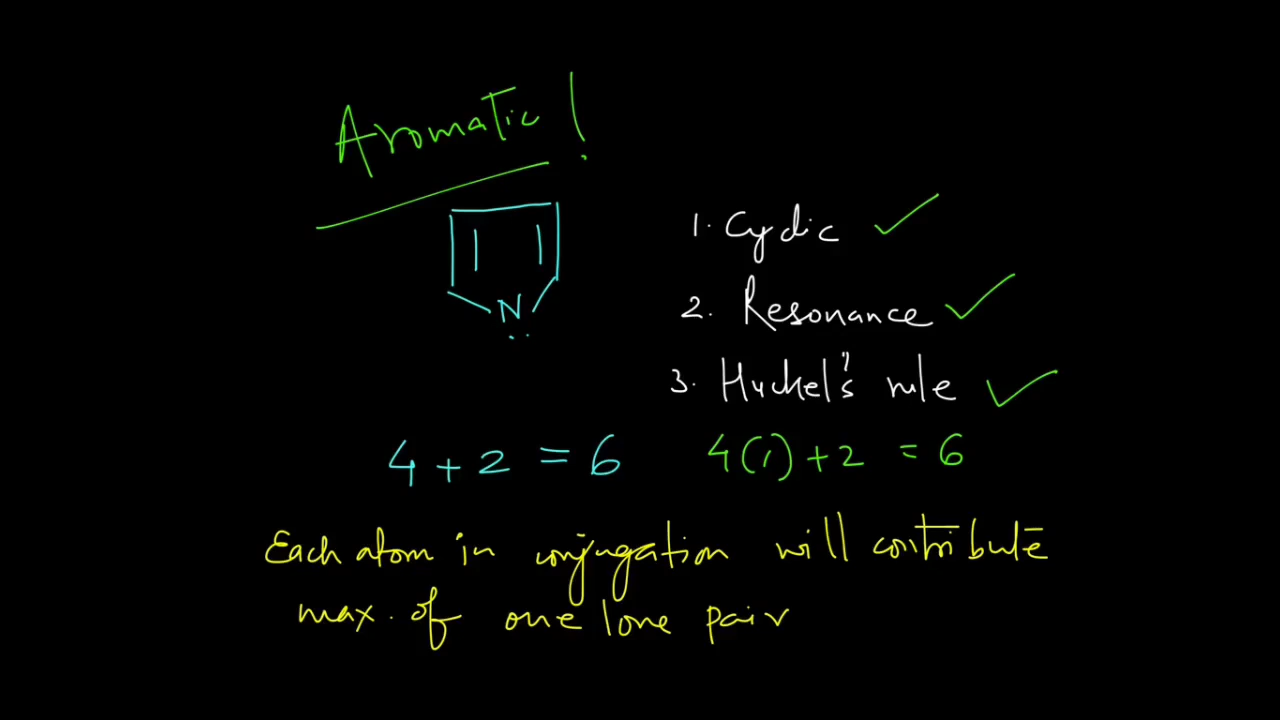 Aromatic!
N
1. Cyclic ✓
2. Resonance ✓
3. Huckel's rule ✓
4 + 2 = 6 4(1) + 2 = 6
Each atom in conjugation will contribute
max. of one lone pair